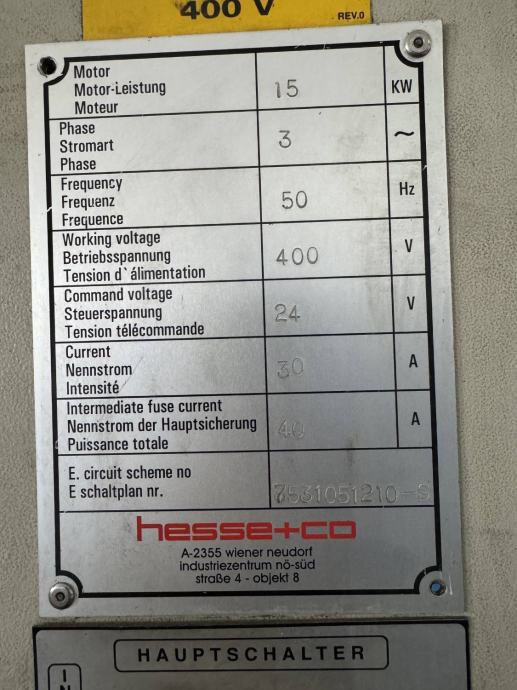 400 V
REV.0
Motor
Motor-Leistung
Moteur
15
KW
Phase
Stromart
Phase
3
~
Frequency
Frequenz
Frequence
50
Hz
Working voltage
Betriebsspannung
Tension d`álimentation
400
V
Command voltage
Steuerspannung
Tension télécommande
24
V
Current
Nennstrom
Intensité
30
A
Intermediate fuse current
Nennstrom der Hauptsicherung
Puissance totale
40
A
E. circuit scheme no
E schaltplan nr.
7531051210-S
hesse+co
A-2355 wiener neudorf
industriezentrum nö-süd
straße 4 - objekt 8
HAUPTSCHALTER